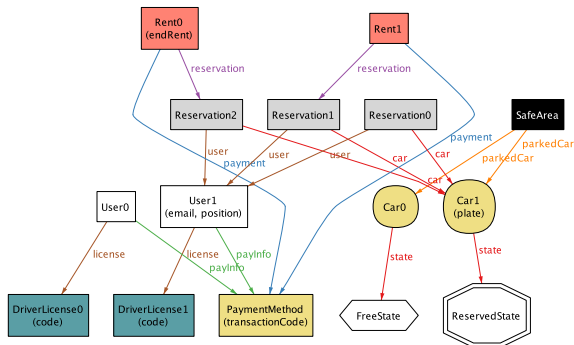 Rent0
(endRent)
Rent1
reservation
reservation
Reservation2
Reservation1
Reservation0
SafeArea
payment
parkedCar
user
user
user
car
car
car
parkedCar
payment
User0
User1
(email, position)
Car0
Car1
(plate)
license
license
payInfo
payInfo
state
state
DriverLicense0
(code)
DriverLicense1
(code)
PaymentMethod
(transactionCode)
FreeState
ReservedState